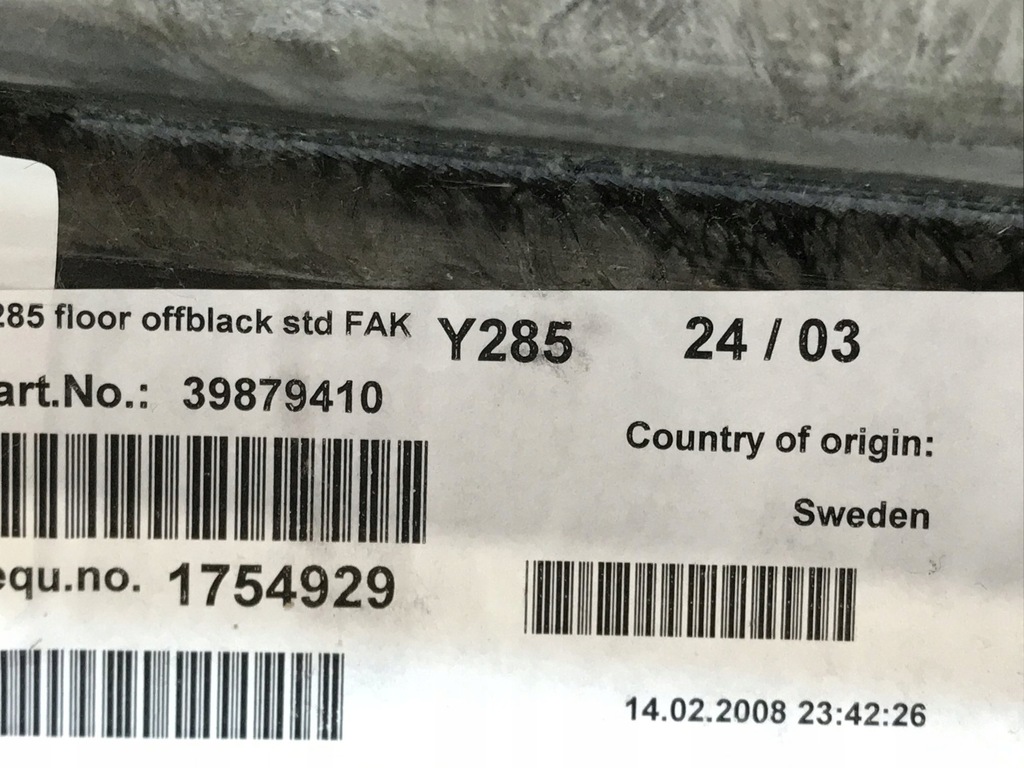 285 floor offblack std FAK Y285 24 / 03
art.No.: 39879410
Country of origin:
Sweden
equ.no. 1754929
14.02.2008 23:42:26